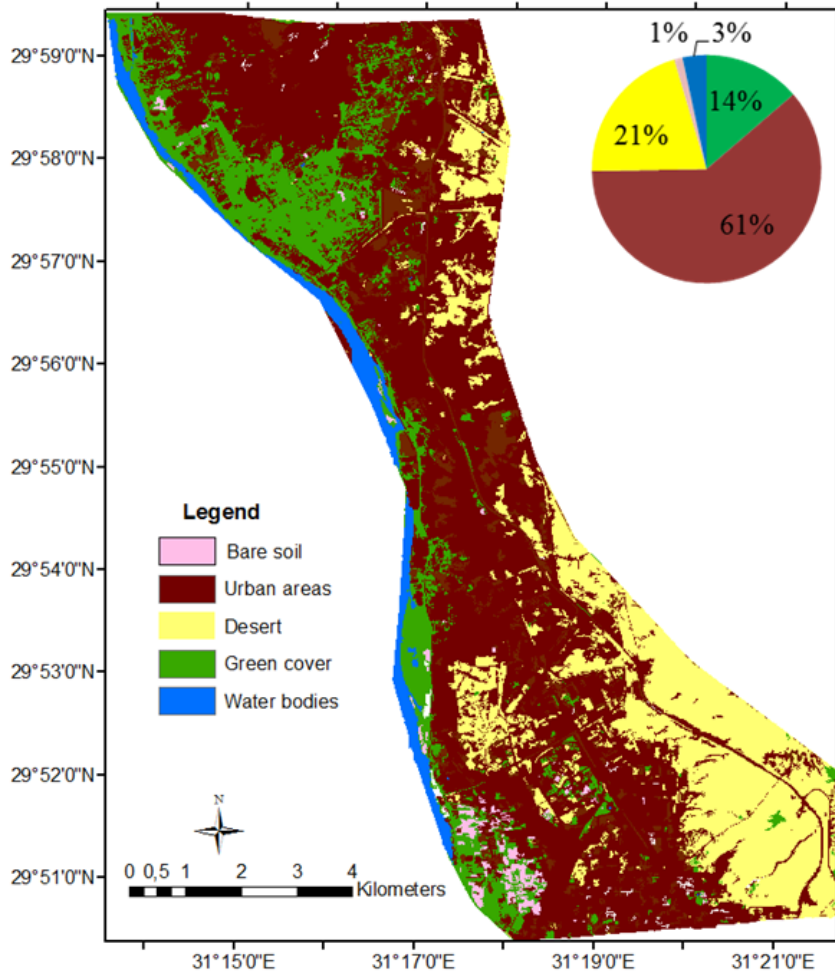 29°59'0"N
29°58'0"N
29°57'0"N
29°56'0"N
29°55'0"N
29°54'0"N
29°53'0"N
29°52'0"N
29°51'0"N
1% 3%
14%
21%
61%
Legend
Bare soil
Urban areas
Desert
Green cover
Water bodies
N
0 0,5 1 2 3 4
Kilometers
31°15'0"E 31°17'0"E 31°19'0"E 31°21'0"E